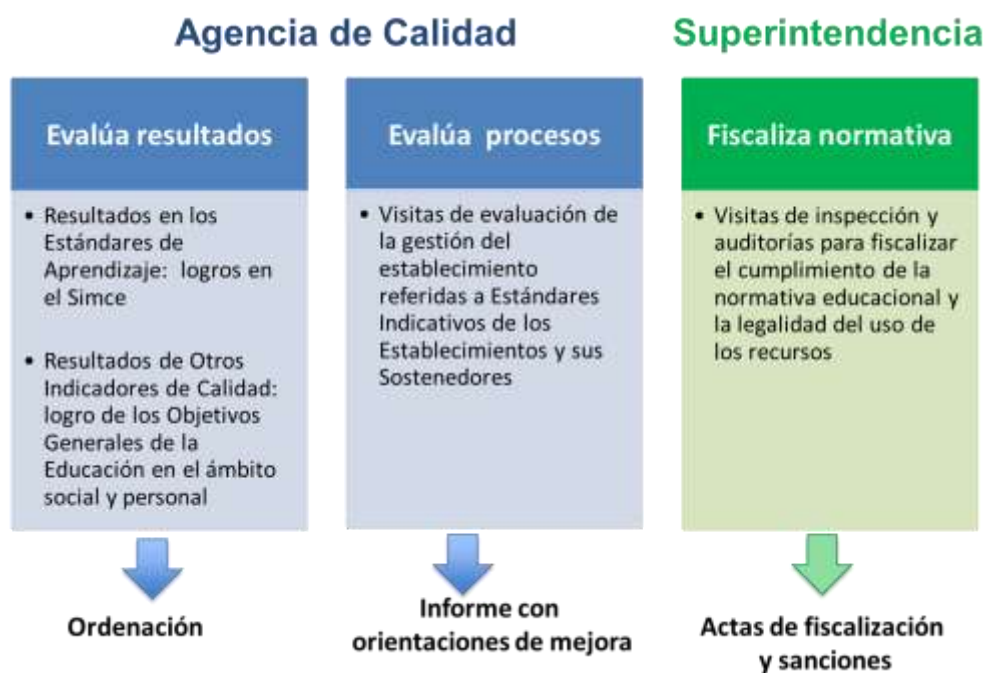 Agencia de Calidad
Superintendencia
Evalúa resultados
• Resultados en los
Estándares de
Aprendizaje: logros en
el Simce
• Resultados de Otros
Indicadores de Calidad:
logro de los Objetivos
Generales de la
Educación en el ámbito
social y personal
Ordenación
Evalúa procesos
• Visitas de evaluación de
la gestión del
establecimiento
referidas a Estándares
Indicativos de los
Establecimientos y sus
Sostenedores
Informe con
orientaciones de mejora
Fiscaliza normativa
• Visitas de inspección y
auditorías para fiscalizar
el cumplimiento de la
normativa educacional y
la legalidad del uso de
los recursos
Actas de fiscalización
y sanciones